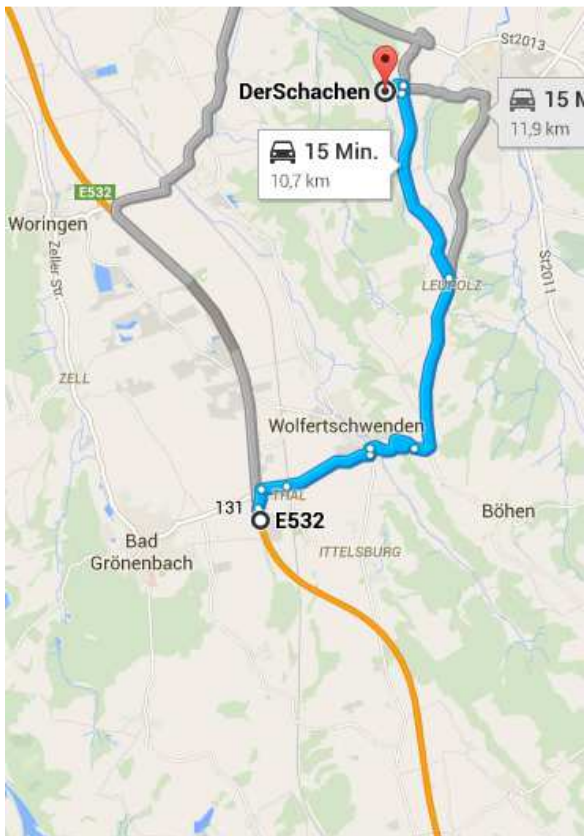 St2013
DerSchachen
15 M
11,9 km
15 Min.
10,7 km
E532
Woringen
Zeller Str.
LEUPOLZ
St2011
ZELL
Wolfertschwenden
THAL
131
E532
Böhen
Bad
Grönenbach
ITTELSBURG